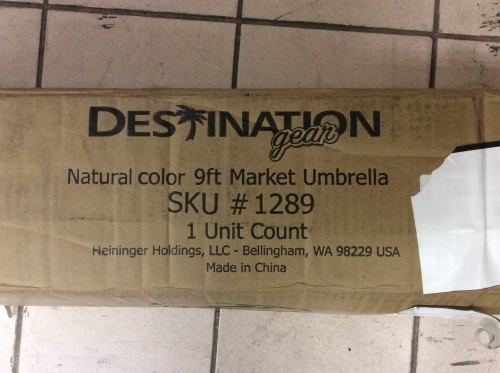 DESTINATION
gear
Natural color 9ft Market Umbrella
SKU # 1289
1 Unit Count
Heininger Holdings, LLC - Bellingham, WA 98229 USA
Made in China